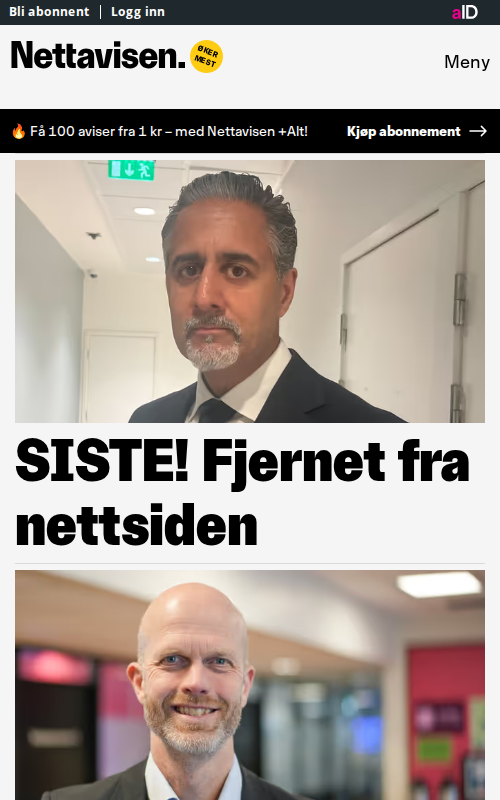 Bli abonnent | Logg inn
aID
Nettavisen.
ØKER
MEST
Meny
🔥 Få 100 aviser fra 1 kr – med Nettavisen +Alt!
Kjøp abonnement →
SISTE! Fjernet fra
nettsiden